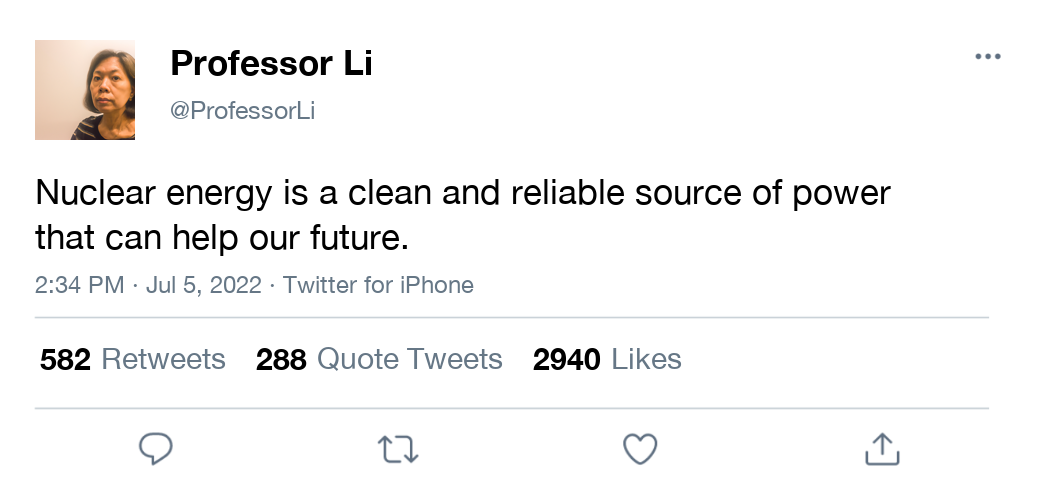 Professor Li
@ProfessorLi
Nuclear energy is a clean and reliable source of power
that can help our future.
2:34 PM · Jul 5, 2022 · Twitter for iPhone
582 Retweets 288 Quote Tweets 2940 Likes